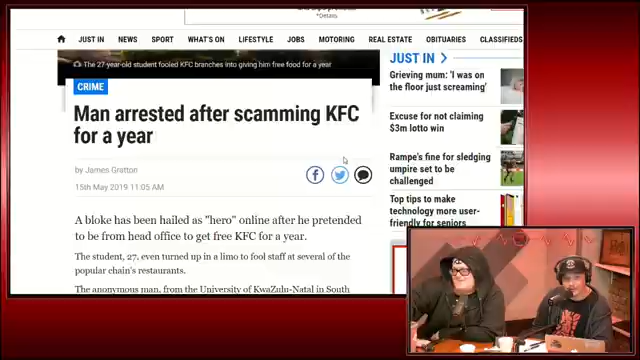 *Details.
JUST IN NEWS SPORT WHAT'S ON LIFESTYLE JOBS MOTORING REAL ESTATE OBITUARIES CLASSIFIEDS
The 27-year-old student fooled KFC branches into giving him free food for a year
CRIME
Man arrested after scamming KFC
for a year
by James Gratton
15th May 2019 11:05 AM
A bloke has been hailed as "hero" online after he pretended
to be from head office to get free KFC for a year.
The student, 27, even turned up in a limo to fool staff at several of the
popular chain's restaurants.
The anonymous man, from the University of KwaZulu-Natal in South
JUST IN
Grieving mum: 'I was
on the floor just screaming'
Excuse for not claiming
$3m lotto win
Rampe's fine for sledging
umpire set to be
challenged
Top tips to make
technology more user-
friendly for seniors